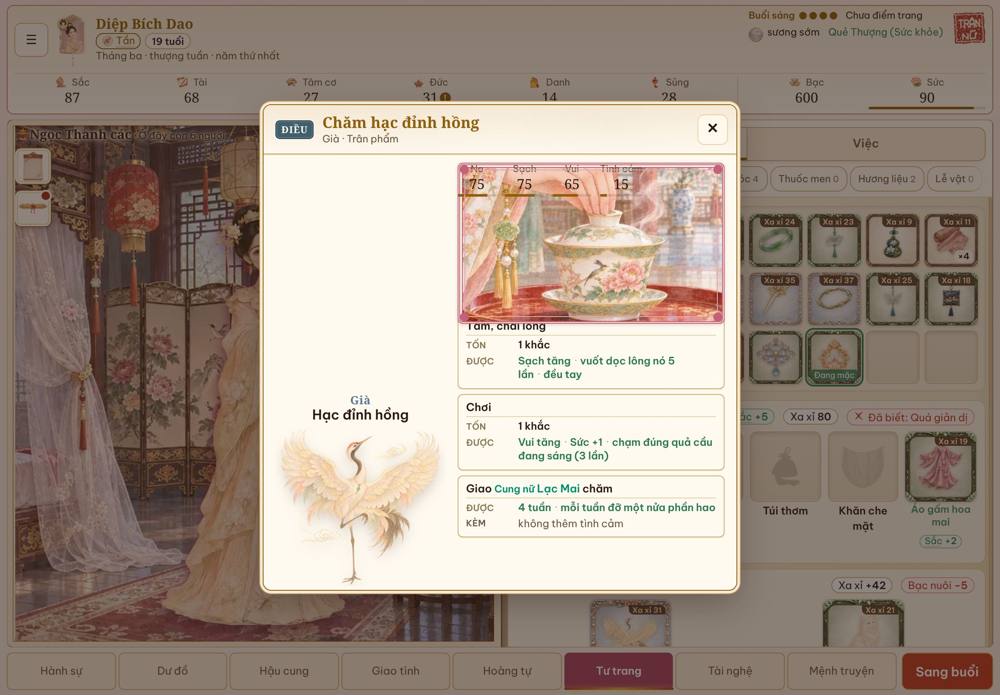 Diệp Bích Dao
Tần
19 tuổi
Tháng ba · thượng tuần · năm thứ nhất
Buổi sáng
Chưa điểm trang
sương sớm
Quẻ Thượng (Sức khỏe)
Sắc
87
Tài
68
Tâm cơ
27
Đức
31
Danh
14
Sủng
28
Bạc
600
Sức
90
Ngọc Thanh các
Ở đây còn 6 người
Việc
4
Thuốc men 0
Hương liệu 2
Lễ vật 0
Xa xỉ 24
Xa xỉ 23
Xa xỉ 9
Xa xỉ 11
×4
Xa xỉ 35
Xa xỉ 37
Xa xỉ 25
Xa xỉ 18
Đang mặc
+5
Xa xỉ 80
Đã biết: Quả giản dị
Túi thơm
Khăn che mặt
Xa xỉ 19
Áo gấm hoa mai
Sắc +2
Xa xỉ +42
Bạc nuôi −5
Xa xỉ 31
Xa xỉ 21
ĐIỀU
Chăm hạc đỉnh hồng
Già · Trân phẩm
✕
Già
Hạc đỉnh hồng
No
75
Sạch
75
Vui
65
Tình cảm
15
Tắm, chải lông
TỐN 1 khắc
ĐƯỢC Sạch tăng · vuốt dọc lông nó 5
lần · đều tay
Chơi
TỐN 1 khắc
ĐƯỢC Vui tăng · Sức +1 · chạm đúng quả cầu
đang sáng (3 lần)
Giao Cung nữ Lạc Mai chăm
ĐƯỢC 4 tuần · mỗi tuần đỡ một nửa phần hao
KÈM không thêm tình cảm
Hành sự
Dư đồ
Hậu cung
Giao tình
Hoàng tự
Tư trang
Tài nghệ
Mệnh truyện
Sang buổi